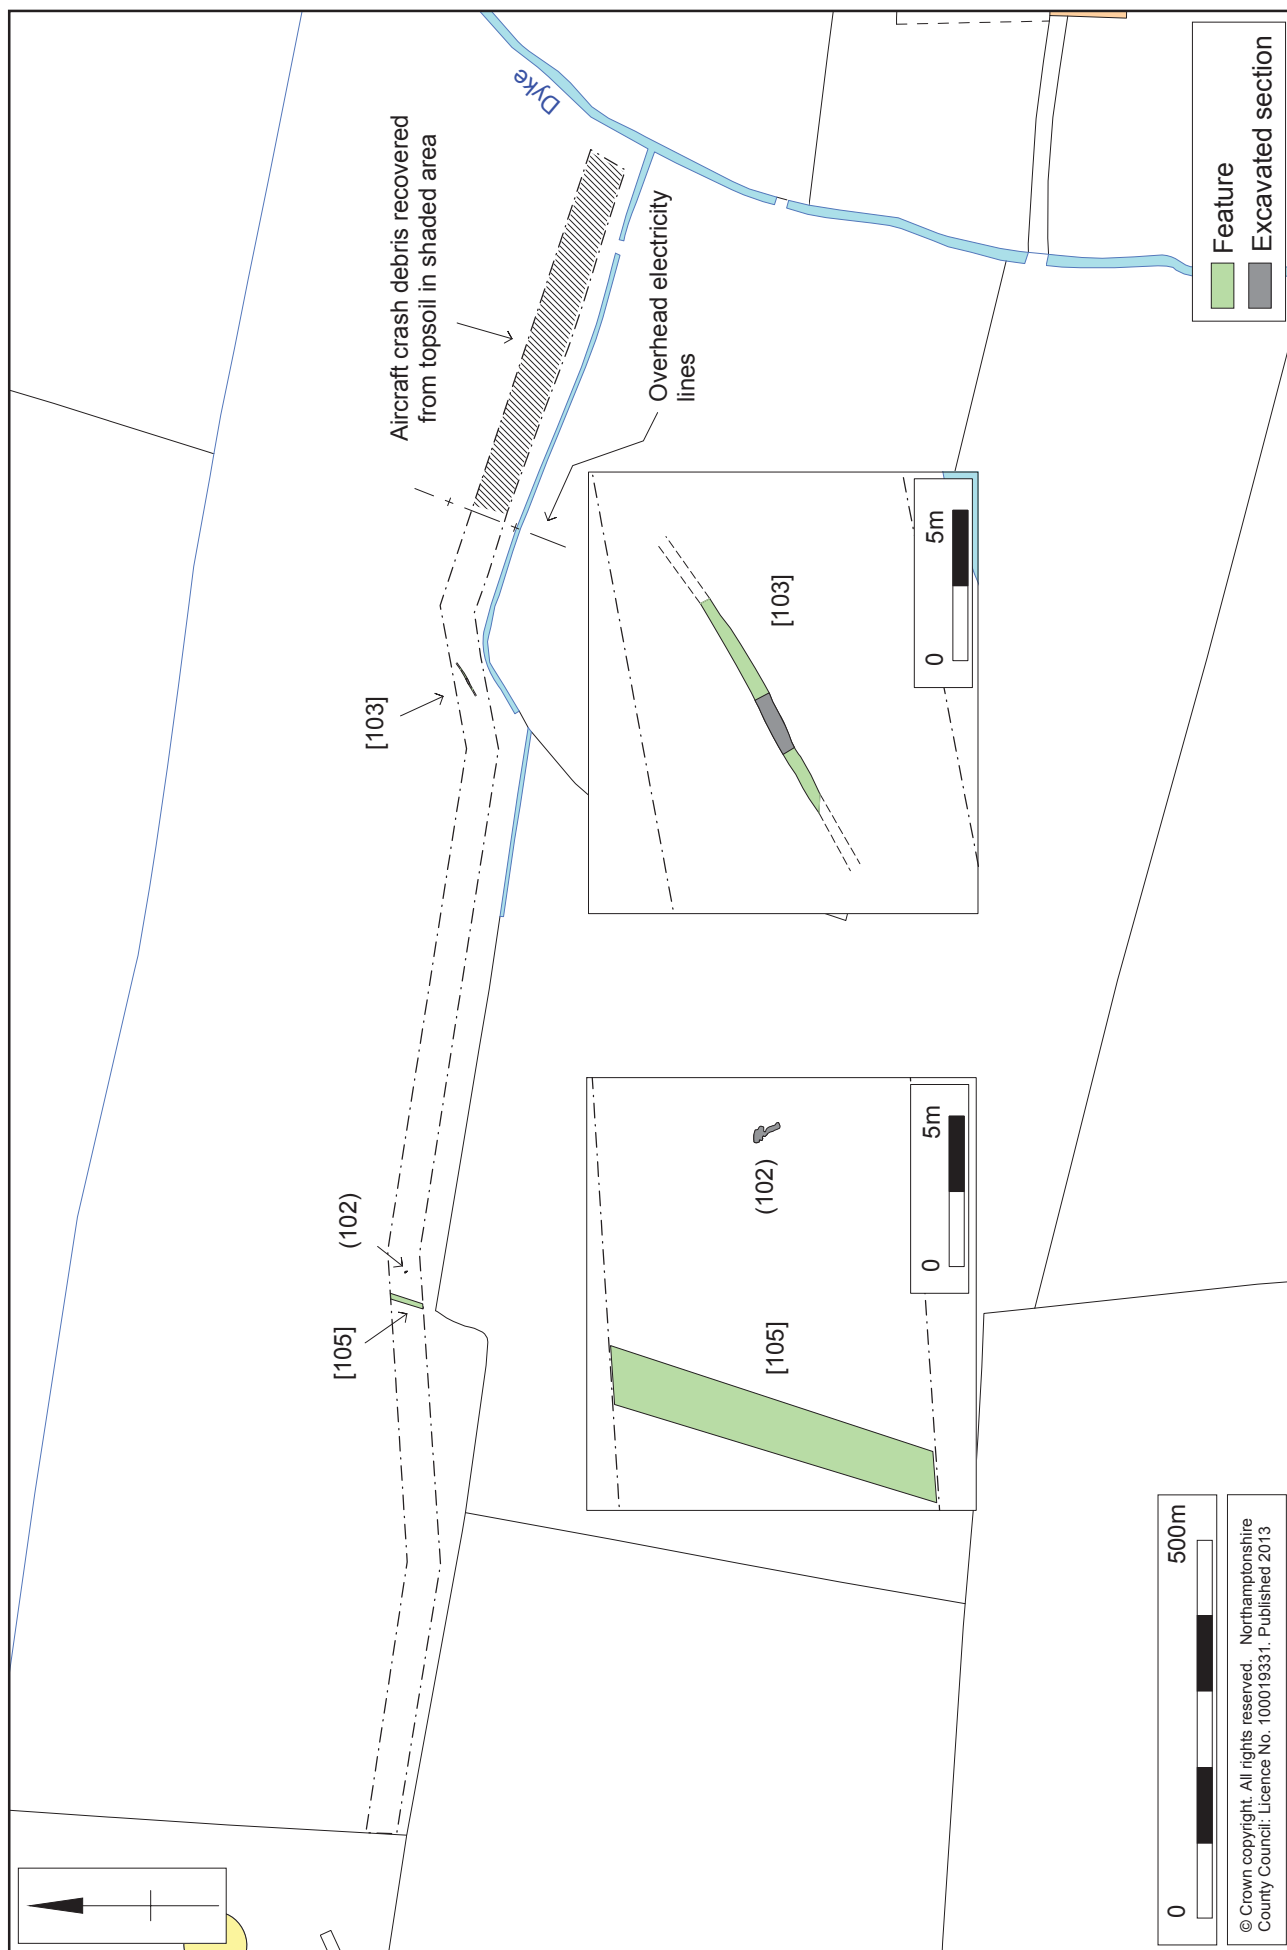 Dyke
Aircraft crash debris recovered
from topsoil in shaded area
Overhead electricity
lines
[103]
(102)
[105]
[105]
(102)
0
5m
[103]
0
5m
Feature
Excavated section
0
500m
© Crown copyright. All rights reserved. Northamptonshire
County Council: Licence No. 100019331. Published 2013